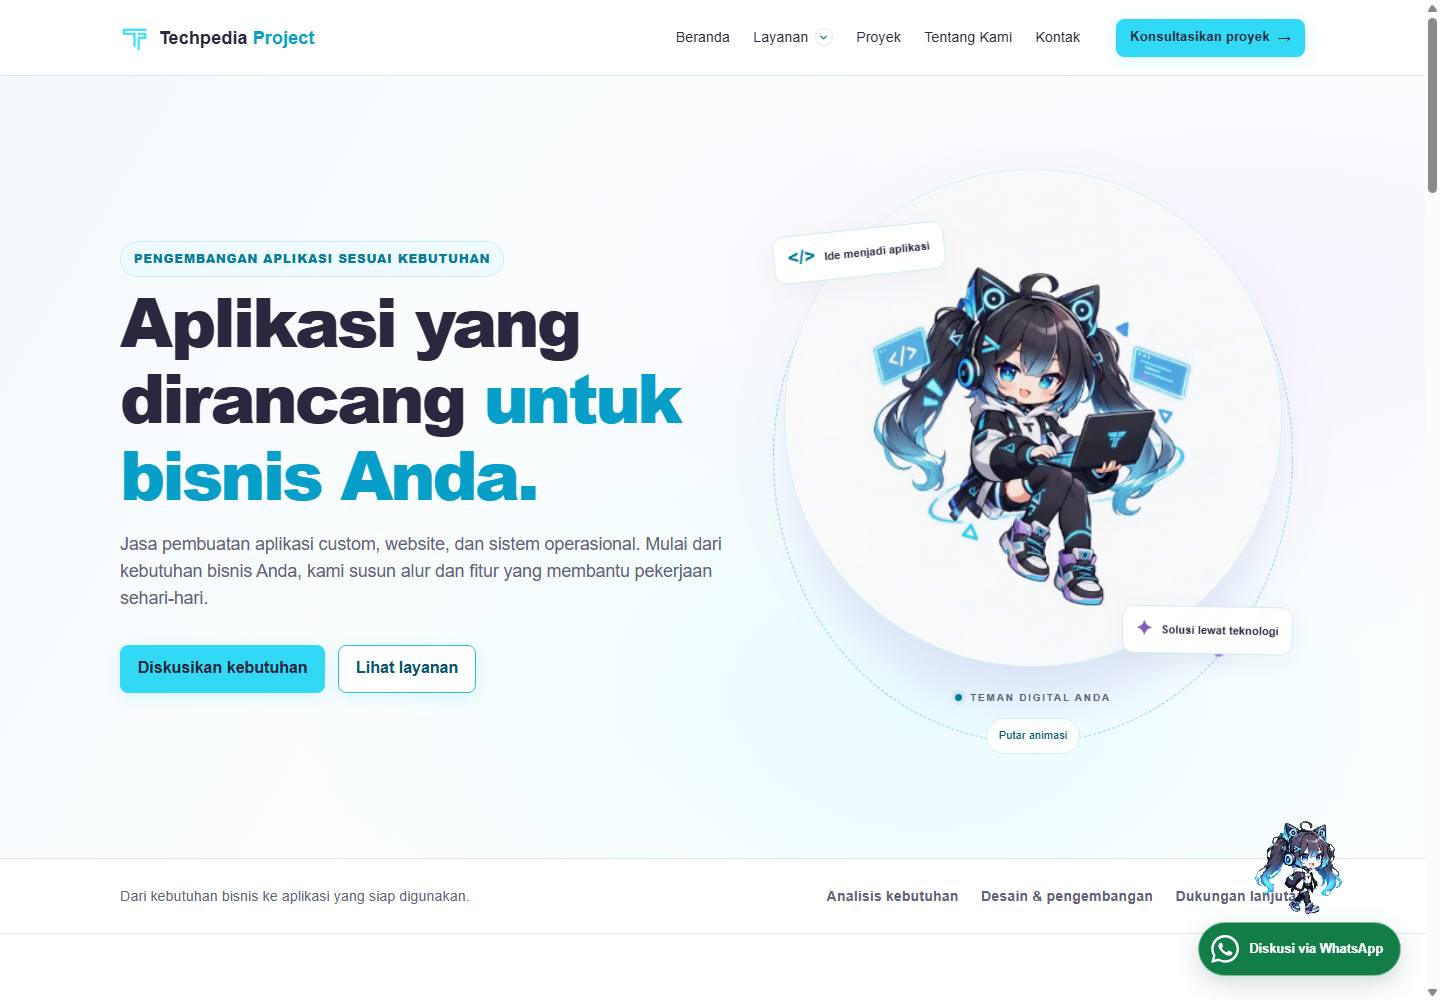 Techpedia Project
Beranda
Layanan
Proyek
Tentang Kami
Kontak
Konsultasikan proyek →
PENGEMBANGAN APLIKASI SESUAI KEBUTUHAN
Aplikasi yang
dirancang untuk
bisnis Anda.
Jasa pembuatan aplikasi custom, website, dan sistem operasional. Mulai dari
kebutuhan bisnis Anda, kami susun alur dan fitur yang membantu pekerjaan
sehari-hari.
Diskusikan kebutuhan
Lihat layanan
</> Ide menjadi aplikasi
</>
Solusi lewat teknologi
TEMAN DIGITAL ANDA
Putar animasi
Dari kebutuhan bisnis ke aplikasi yang siap digunakan.
Analisis kebutuhan
Desain & pengembangan
Dukungan
Diskusi via WhatsApp